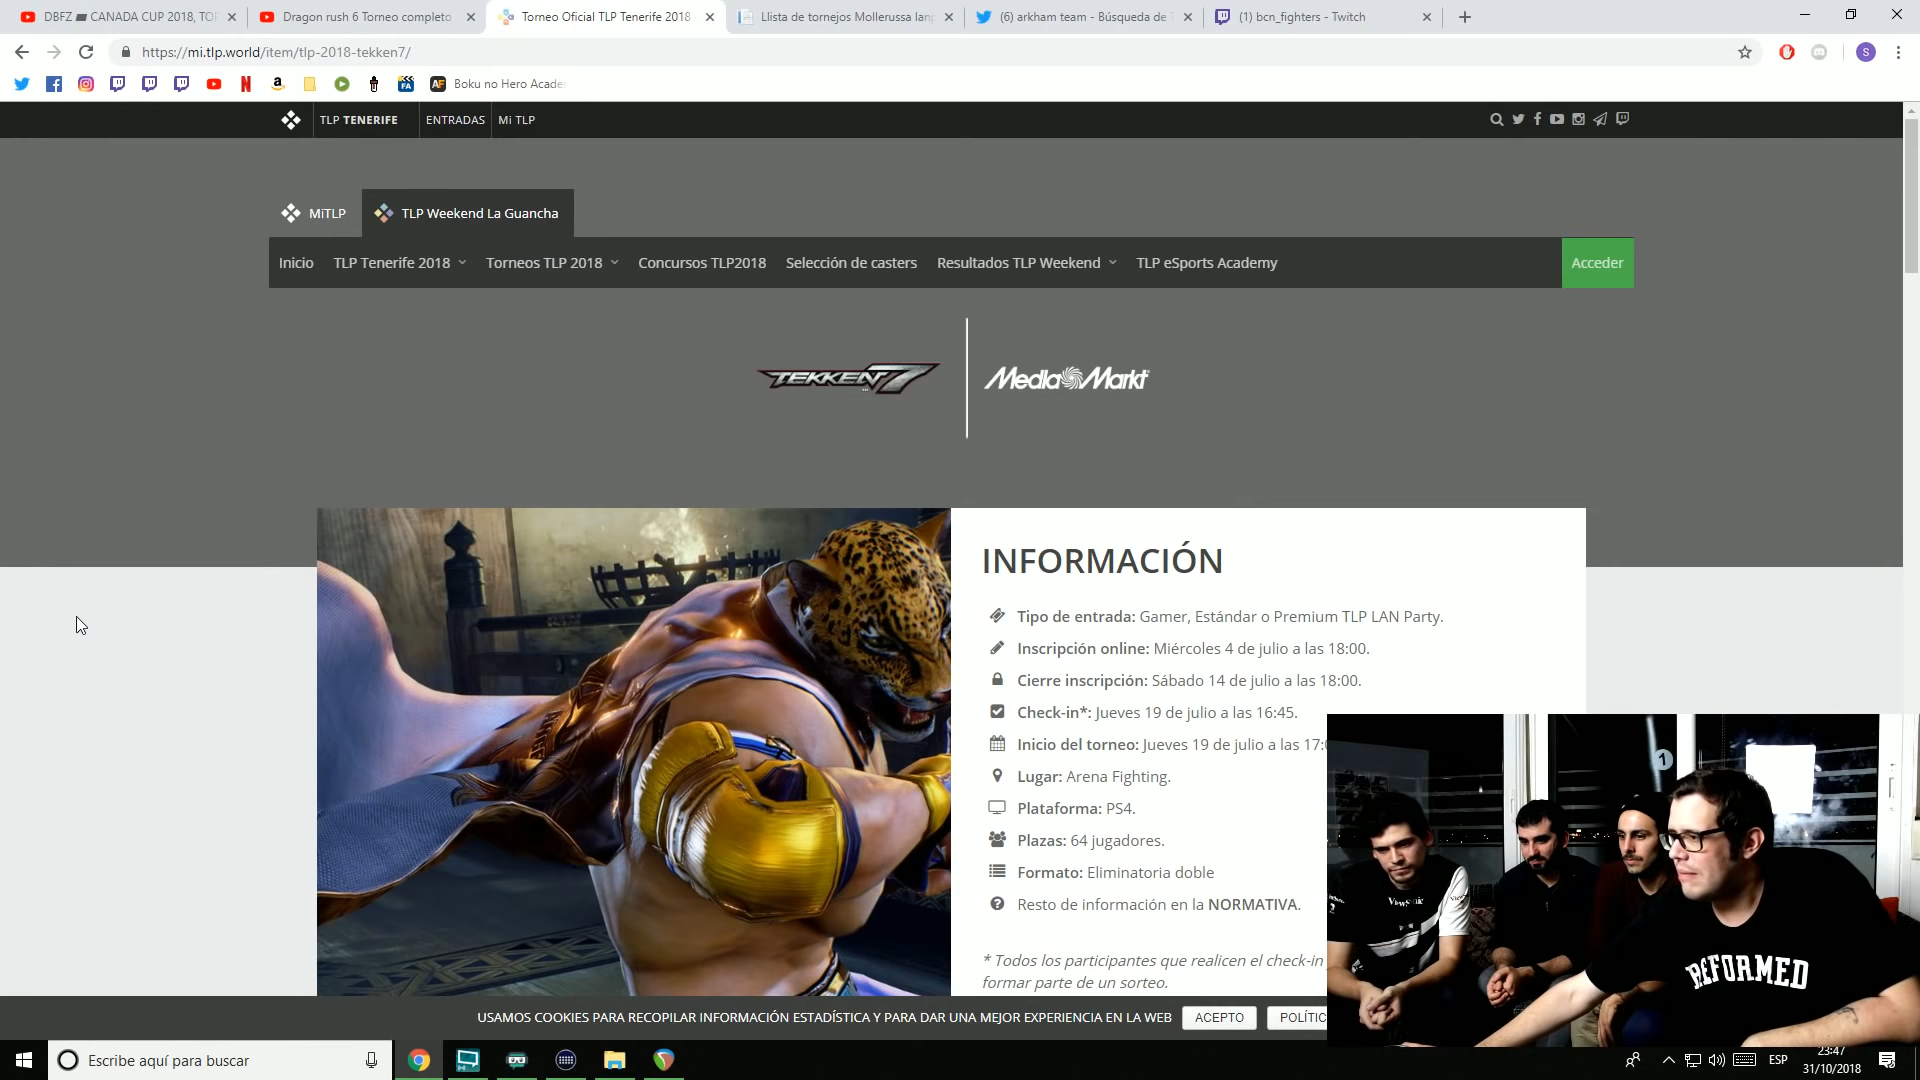 DBFZ CANADA CUP 2018, TO
Dragon rush 6 Torneo completo
Torneo Oficial TLP Tenerife 2018
Llista de tornejos Mollerussa lan
(6) arkham team - Búsqueda de
(1) bcn_fighters - Twitch
https://mi.tlp.world/item/tlp-2018-tekken7/
S
Boku no Hero Acade
TLP TENERIFE
ENTRADAS
Mi TLP
MiTLP
TLP Weekend La Guancha
Inicio
TLP Tenerife 2018
Torneos TLP 2018
Concursos TLP2018
Selección de casters
Resultados TLP Weekend
TLP eSports Academy
Acceder
TEKKEN 7
Media Markt
INFORMACIÓN
Tipo de entrada: Gamer, Estándar o Premium TLP LAN Party.
Inscripción online: Miércoles 4 de julio a las 18:00.
Cierre inscripción: Sábado 14 de julio a las 18:00.
Check-in*: Jueves 19 de julio a las 16:45.
Inicio del torneo: Jueves 19 de julio a las 17:0
Lugar: Arena Fighting.
Plataforma: PS4.
Plazas: 64 jugadores.
Formato: Eliminatoria doble
Resto de información en la NORMATIVA.
* Todos los participantes que realicen el check-in
formar parte de un sorteo.
ViewSonic
REFORMED
USAMOS COOKIES PARA RECOPILAR INFORMACIÓN ESTADÍSTICA Y PARA DAR UNA MEJOR EXPERIENCIA EN LA WEB
ACEPTO
POLÍTIC
Escribe aquí para buscar
ESP
23:47
31/10/2018